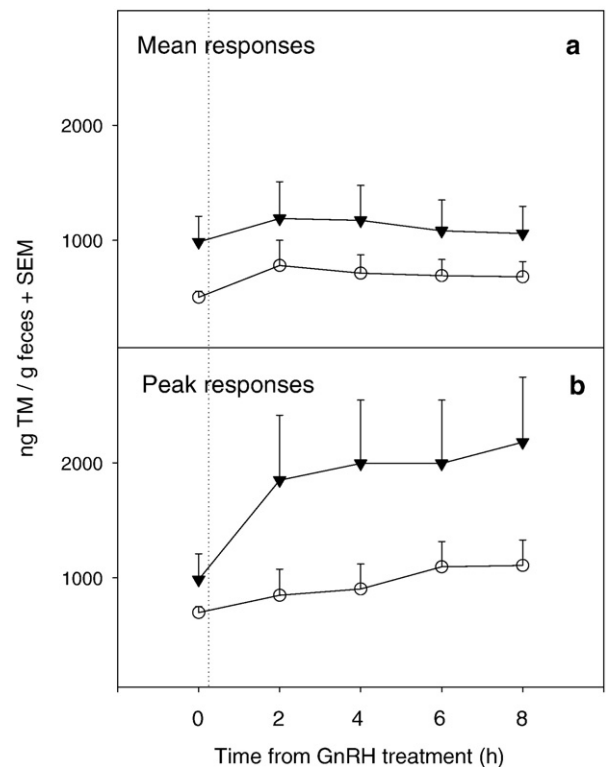 Mean responses a
2000
1000
Peak responses b
2000
1000
ng TM / g feces + SEM
0 2 4 6 8
Time from GnRH treatment (h)